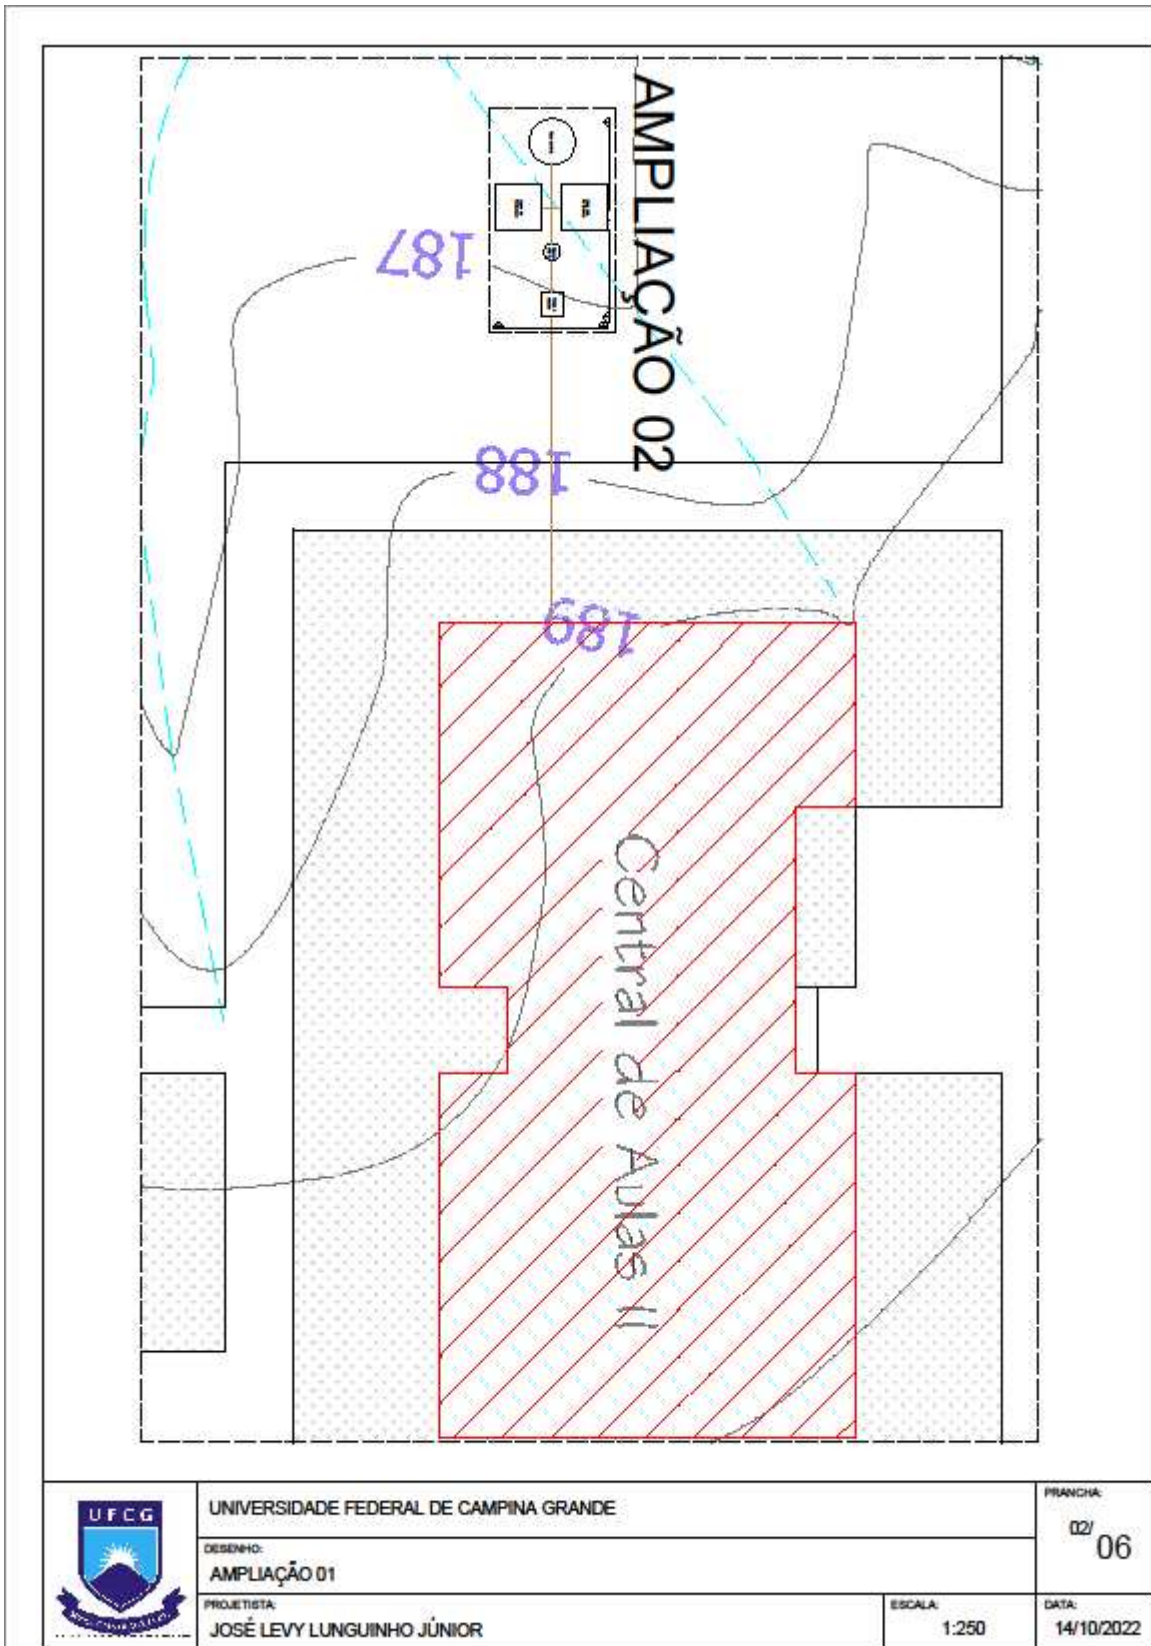 AMPLIAÇÃO 02
187
188
189
Central de Aulas II
UFCG
UNIVERSIDADE FEDERAL DE CAMPINA GRANDE
DESENHO:
AMPLIAÇÃO 01
PROJETISTA:
JOSÉ LEVY LUNGUINHO JÚNIOR
ESCALA:
1:250
PRANCHA:
02/06
DATA:
14/10/2022